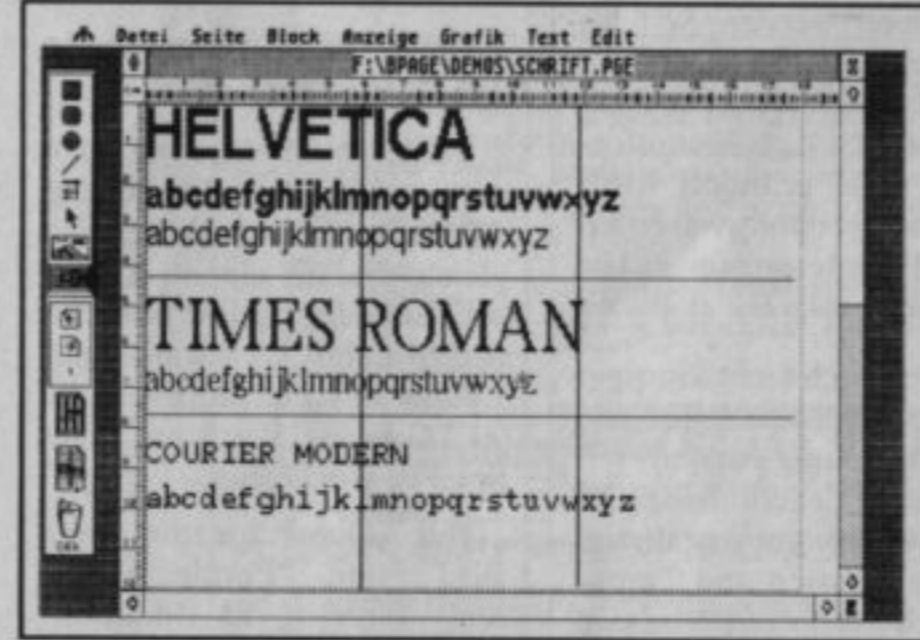 Datei Seite Block Anzeige Grafik Text Edit
F:\BPAGE\DEMOS\SCHRIFT.PGE
HELVETICA
abcdefghijklmnopqrstuvwxyz
abcdefghijklmnopqrstuvwxyz
TIMES ROMAN
abcdefghijklmnopqrstuvwxyz
COURIER MODERN
abcdefghijklmnopqrstuvwxyz